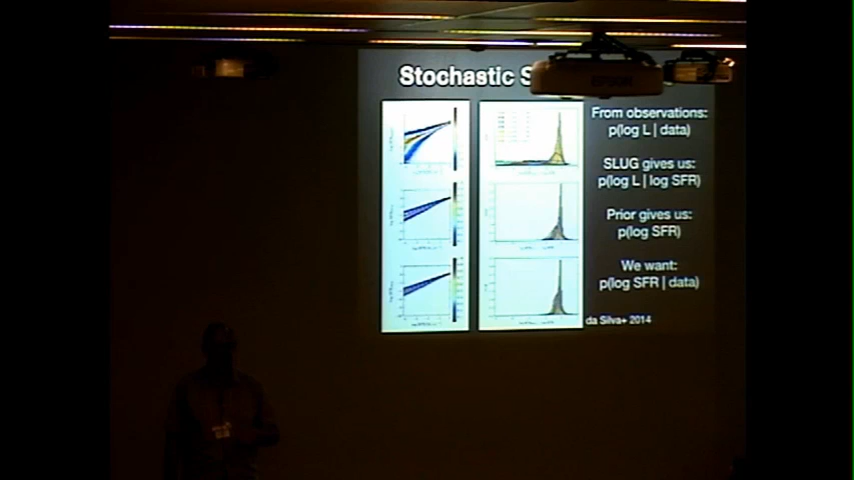 Stochastic
EPSON
From observations:
p(log L | data)
SLUG gives us:
p(log L | log SFR)
Prior gives us:
p(log SFR)
We want:
p(log SFR | data)
da Silva+ 2014